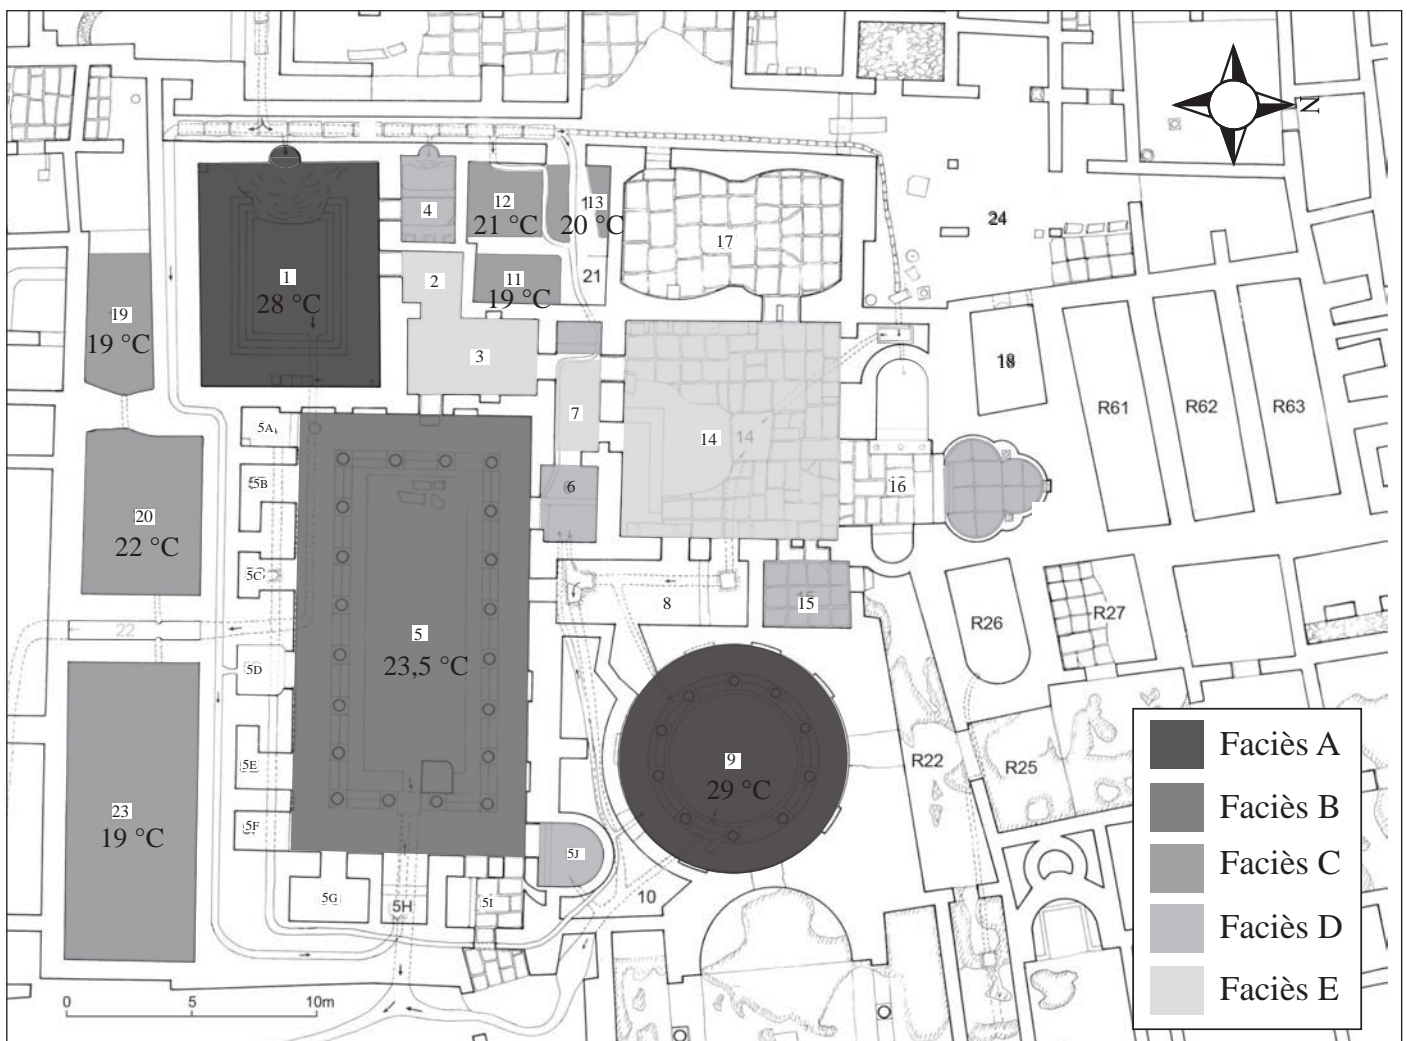 N
4
12
21 °C
13
20 °C
17
24
1
28 °C
2
11
19 °C
21
19
19 °C
3
18
R61
R62
R63
7
14
14
5A
5B
6
16
20
22 °C
5C
8
15
R26
R27
22
5
23,5 °C
5D
9
29 °C
R22
R25
5E
23
19 °C
5F
5J
5G
5H
5I
10
0 5 10m
Faciès A
Faciès B
Faciès C
Faciès D
Faciès E